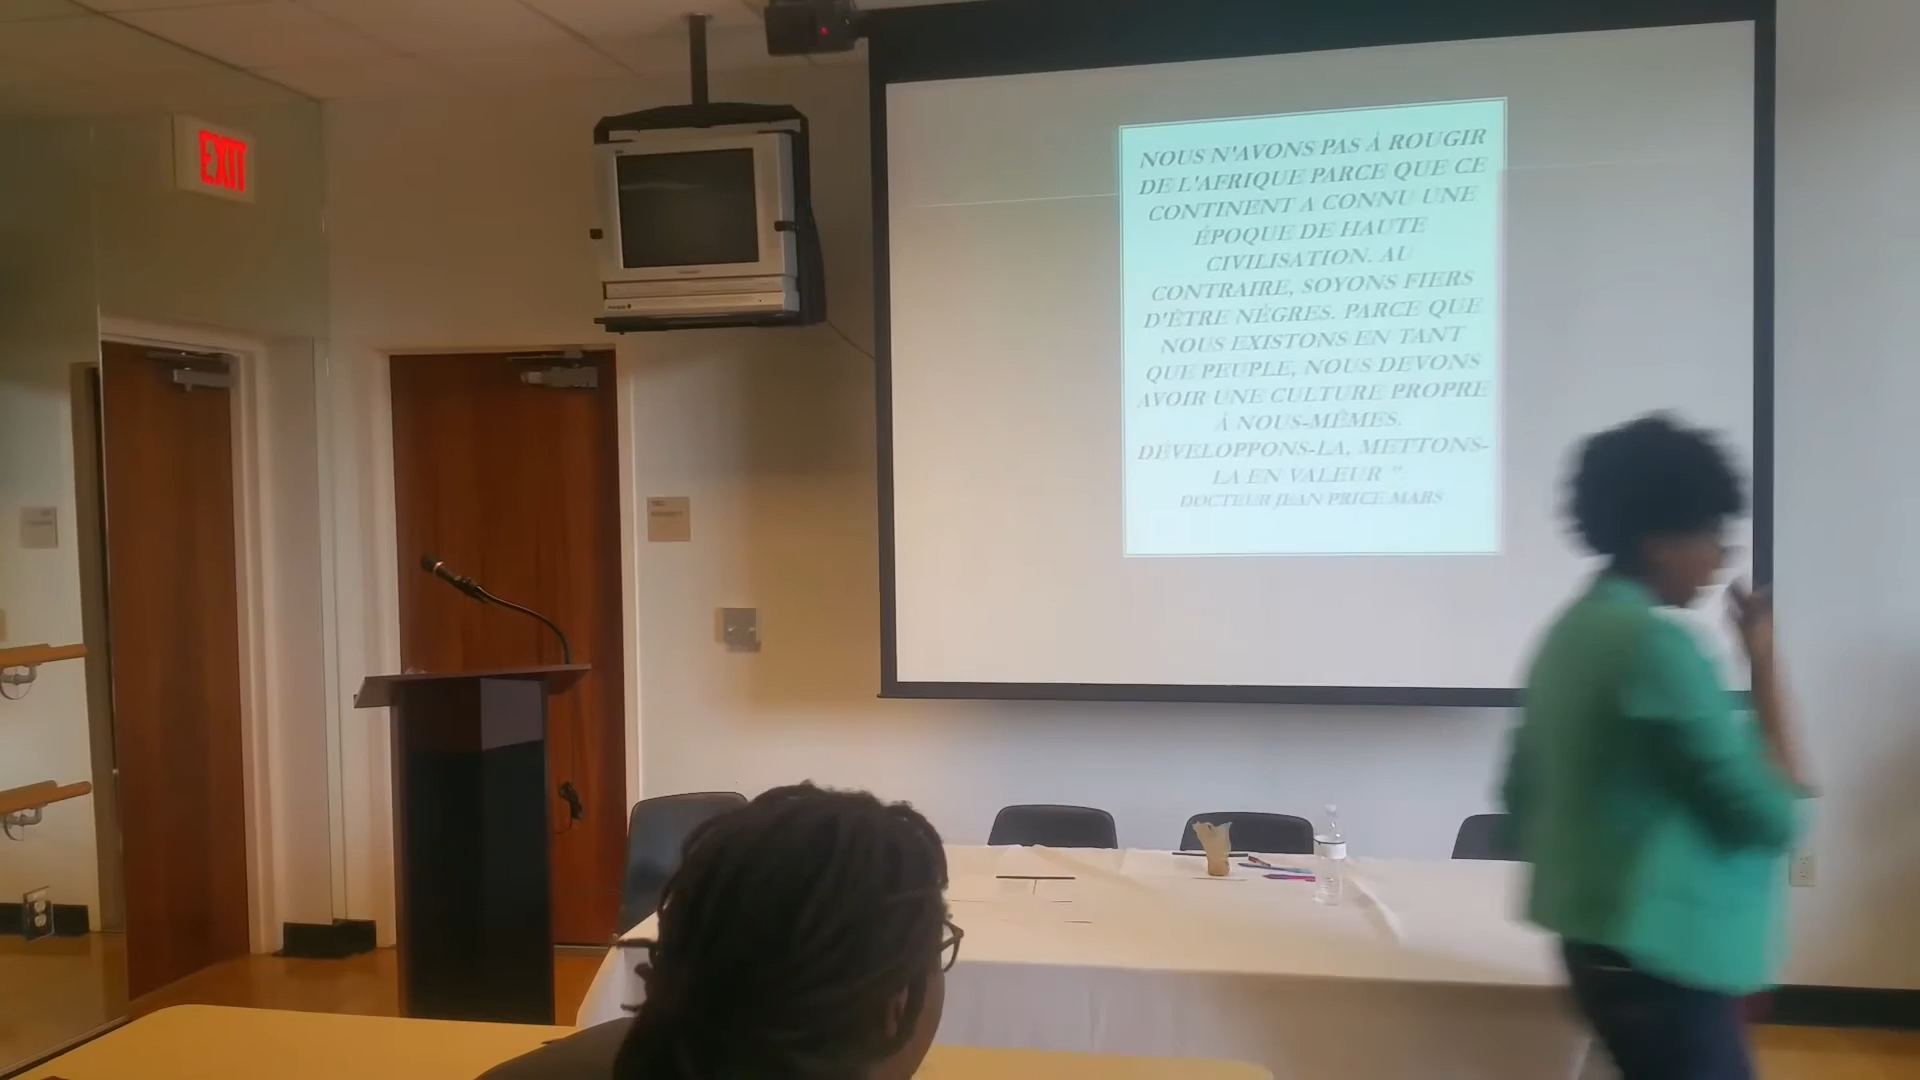 EXIT
NOUS N'AVONS PAS À ROUGIR
DE L'AFRIQUE PARCE QUE CE
CONTINENT A CONNU UNE
ÉPOQUE DE HAUTE
CIVILISATION. AU
CONTRAIRE, SOYONS FIERS
D'ÊTRE NÈGRES. PARCE QUE
NOUS EXISTONS EN TANT
QUE PEUPLE, NOUS DEVONS
AVOIR UNE CULTURE PROPRE
À NOUS-MÊMES.
DÉVELOPPONS-LA, METTONS-
LA EN VALEUR "
DOCTEUR JEAN PRICE MARS